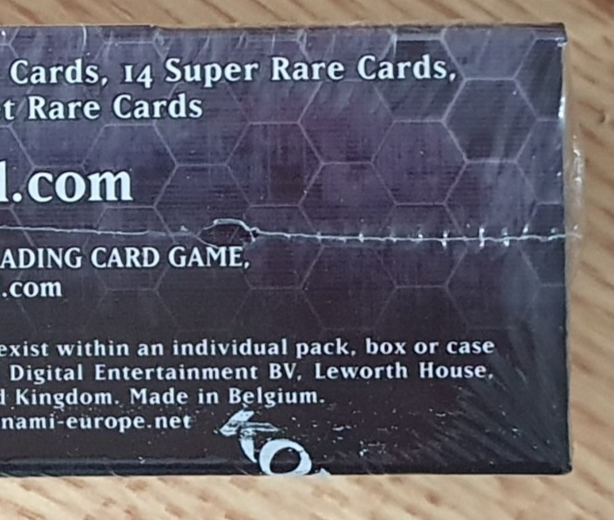 Cards, 14 Super Rare Cards,
t Rare Cards
l.com
ADING CARD GAME,
.com
exist within an individual pack, box or case
Digital Entertainment BV, Leworth House,
d Kingdom. Made in Belgium.
nami-europe.net